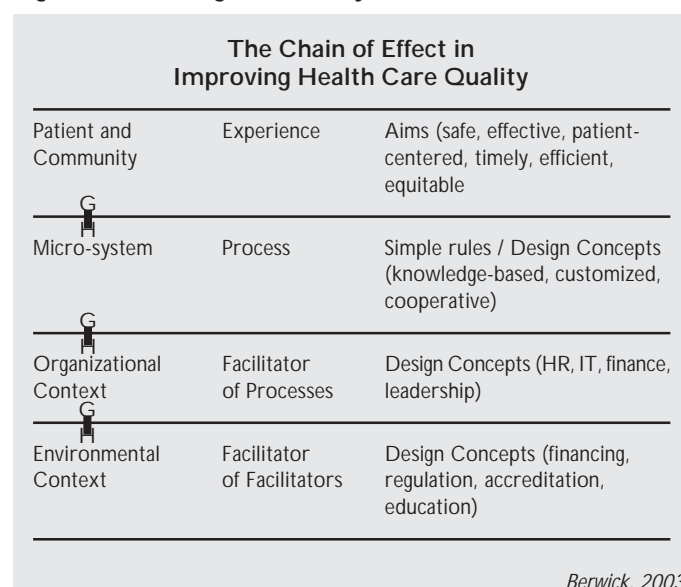 The Chain of Effect in
Improving Health Care Quality
Patient and
Community
Experience
Aims (safe, effective, patient-
centered, timely, efficient,
equitable
G
H
Micro-system
Process
Simple rules / Design Concepts
(knowledge-based, customized,
cooperative)
G
H
Organizational
Context
Facilitator
of Processes
Design Concepts (HR, IT, finance,
leadership)
G
H
Environmental
Context
Facilitator
of Facilitators
Design Concepts (financing,
regulation, accreditation,
education)
Berwick, 2003